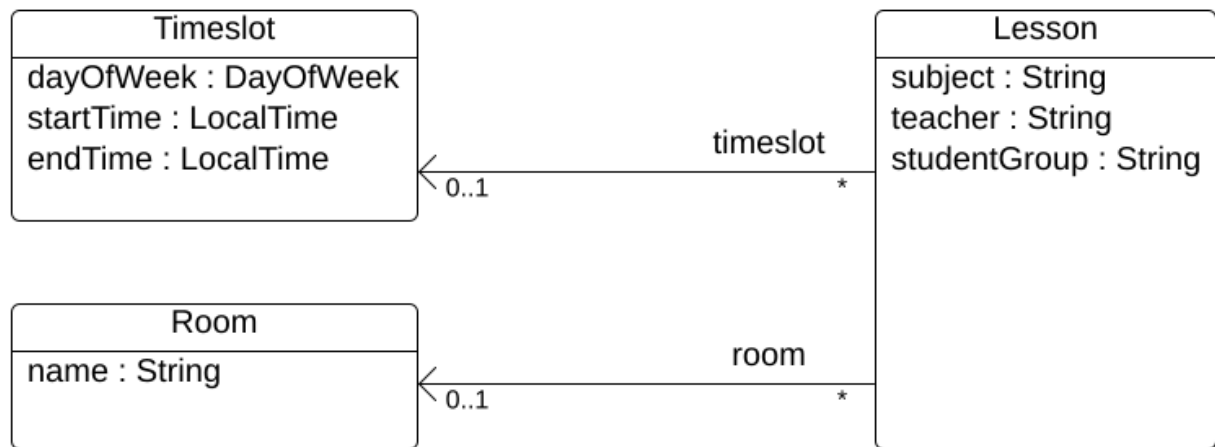 Timeslot
dayOfWeek : DayOfWeek
startTime : LocalTime
endTime : LocalTime
Lesson
subject : String
teacher : String
studentGroup : String
timeslot
0..1
*
Room
name : String
room
0..1
*